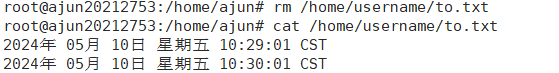 root@ajun20212753:/home/ajun# rm /home/username/to.txt
root@ajun20212753:/home/ajun# cat /home/username/to.txt
2024年 05月 10日 星期五 10:29:01 CST
2024年 05月 10日 星期五 10:30:01 CST